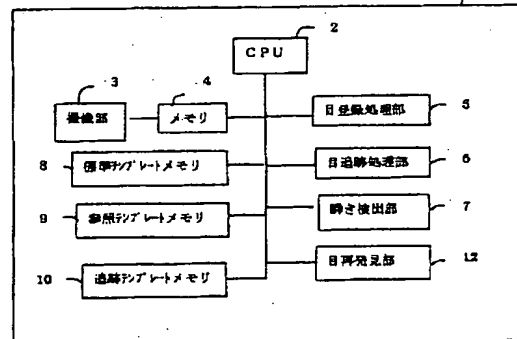 2
CPU
3
4
撮像部
メモリ
目登録処理部
5
8
標準テンプレートメモリ
目追跡処理部
6
9
参照テンプレートメモリ
瞬き検出部
7
10
追跡テンプレートメモリ
目再発見部
12